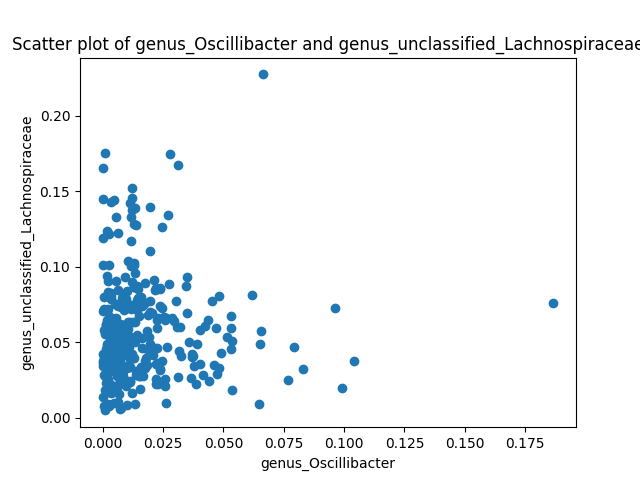 Scatter plot of genus_Oscillibacter and genus_unclassified_Lachnospiraceae
0.20
0.15
0.10
0.05
0.00
genus_unclassified_Lachnospiraceae
0.000 0.025 0.050 0.075 0.100 0.125 0.150 0.175
genus_Oscillibacter